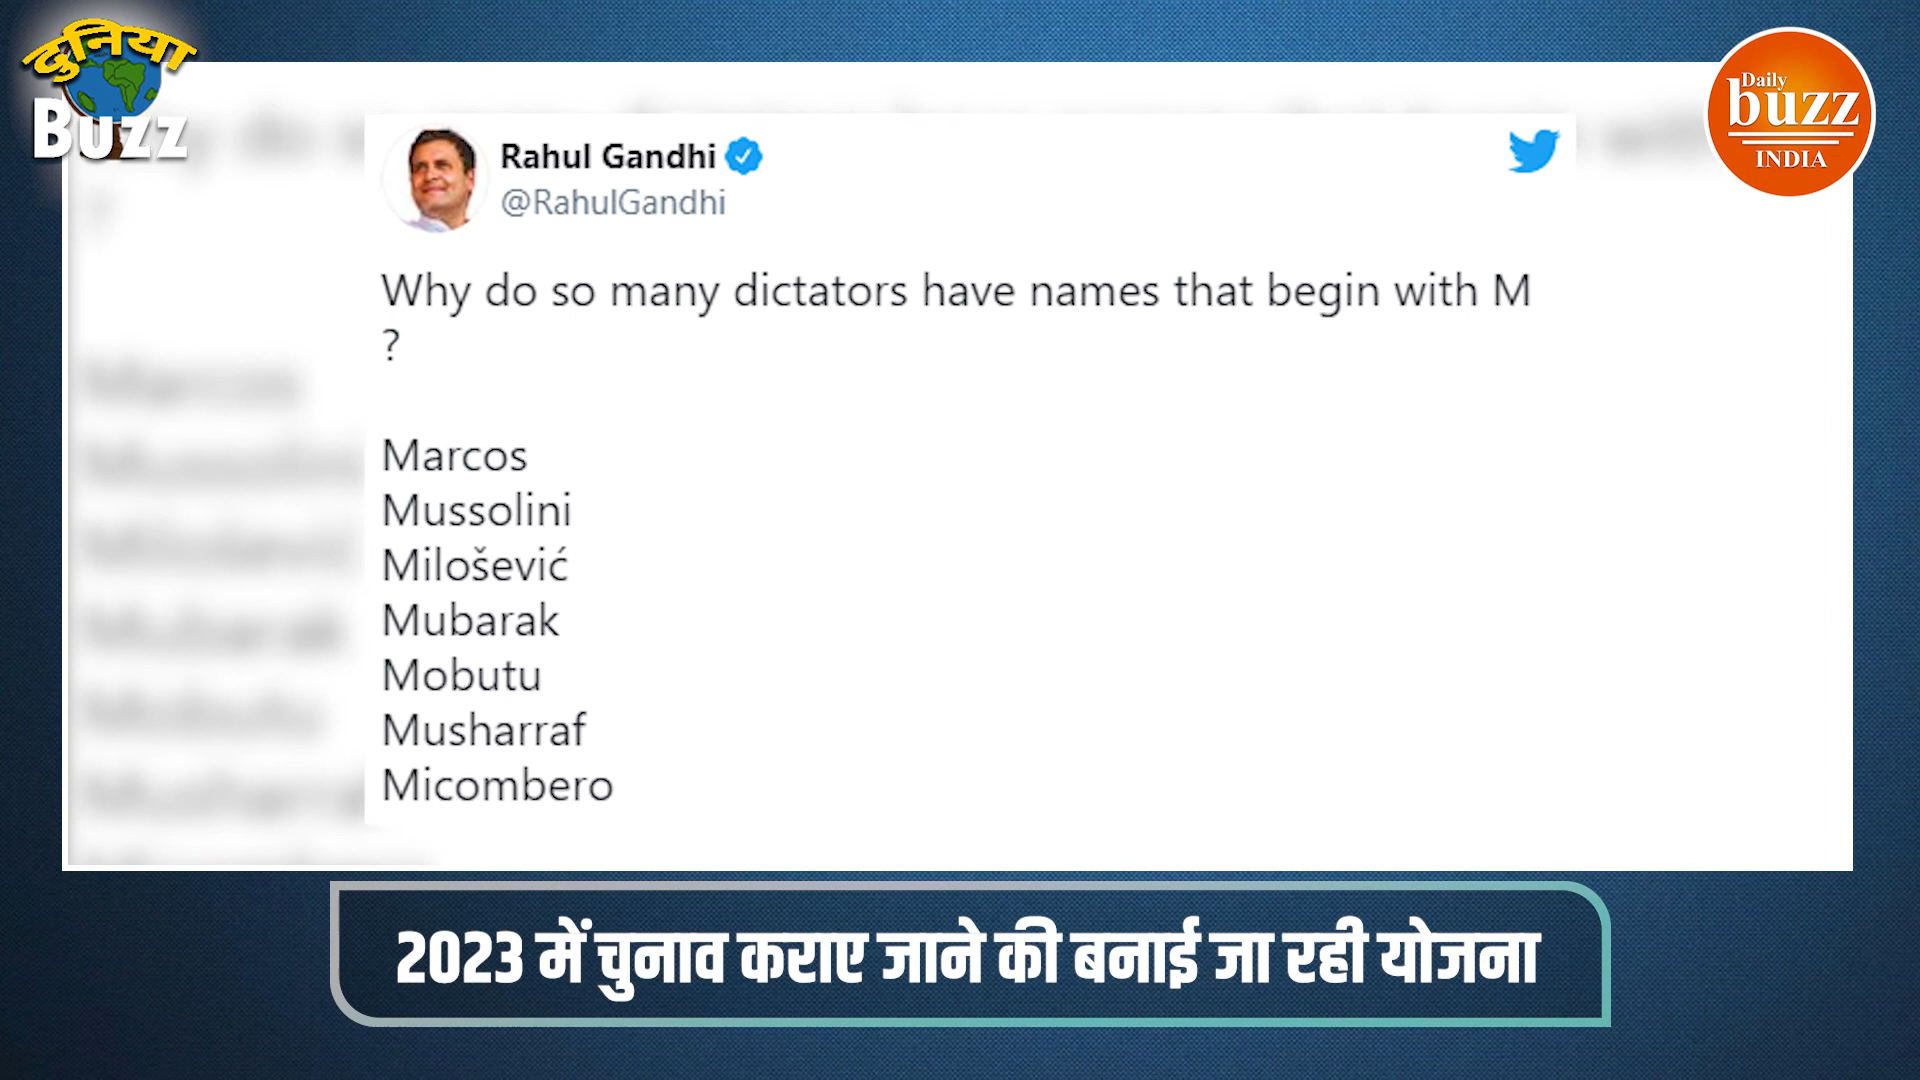 दुनिया
BUZZ
Daily
buzz
INDIA
Rahul Gandhi
@RahulGandhi
Why do so many dictators have names that begin with M
?
Marcos
Mussolini
Milošević
Mubarak
Mobutu
Musharraf
Micombero
2023 में चुनाव कराए जाने की बनाई जा रही योजना